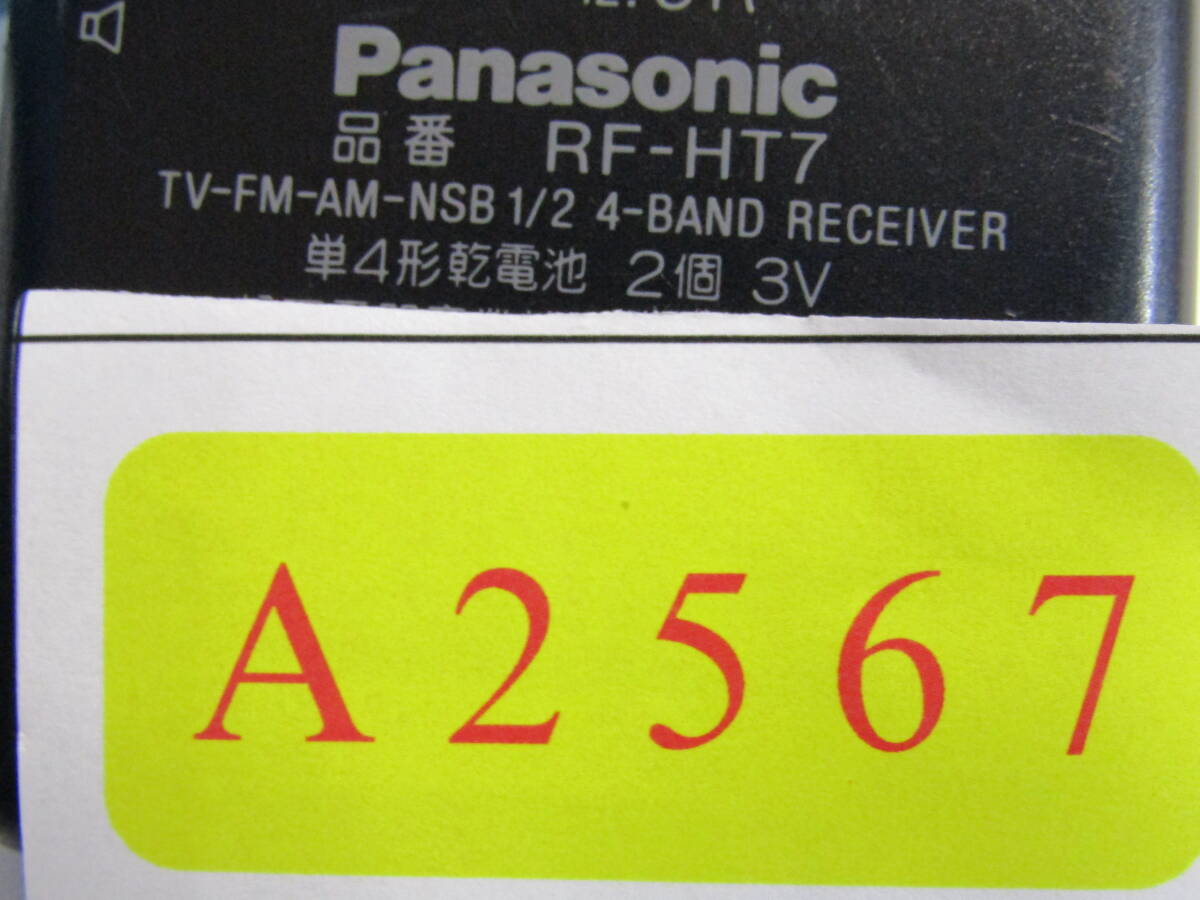 Panasonic
品番 RF-HT7
TV-FM-AM-NSB 1/2 4-BAND RECEIVER
単4形乾電池 2個 3V
A2567